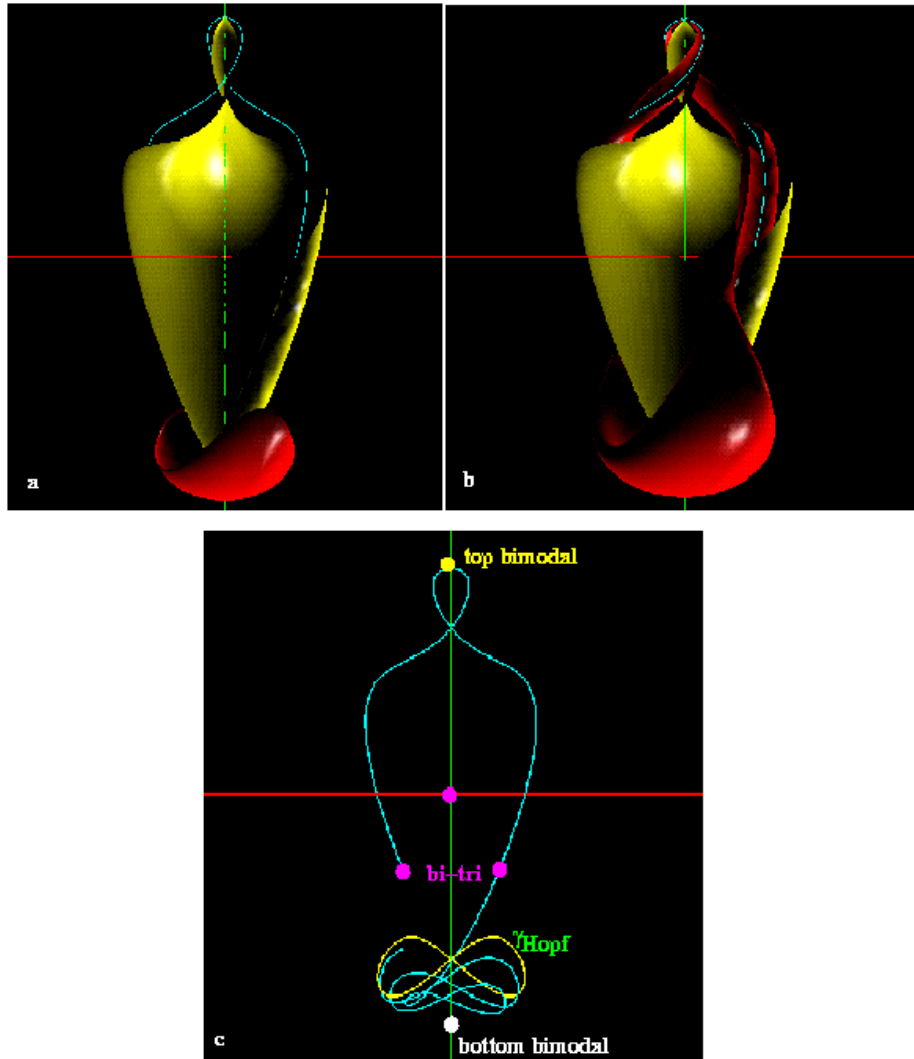 a
b
top bimodal
bi-tri
γHopf
c
bottom bimodal